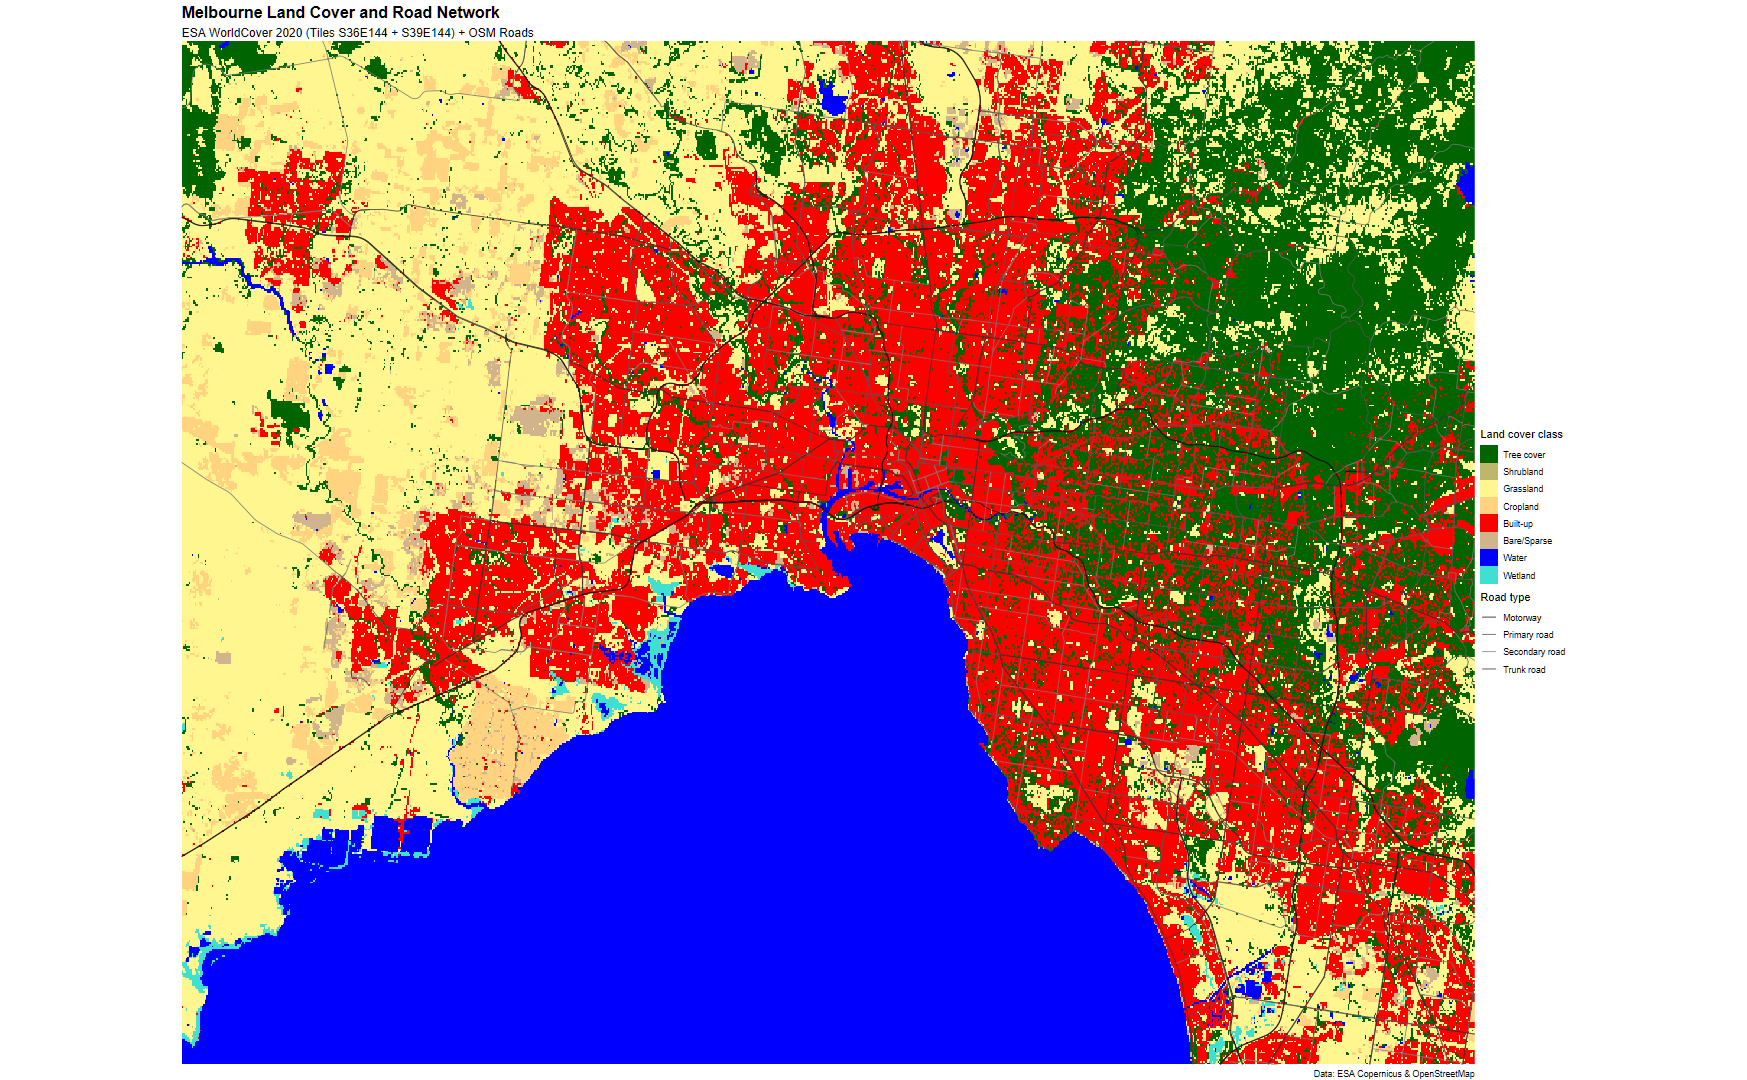 Melbourne Land Cover and Road Network
ESA WorldCover 2020 (Tiles S36E144 + S39E144) + OSM Roads
Land cover class
Tree cover
Shrubland
Grassland
Cropland
Built-up
Bare/Sparse
Water
Wetland
Road type
Motorway
Primary road
Secondary road
Trunk road
Data: ESA Copernicus & OpenStreetMap